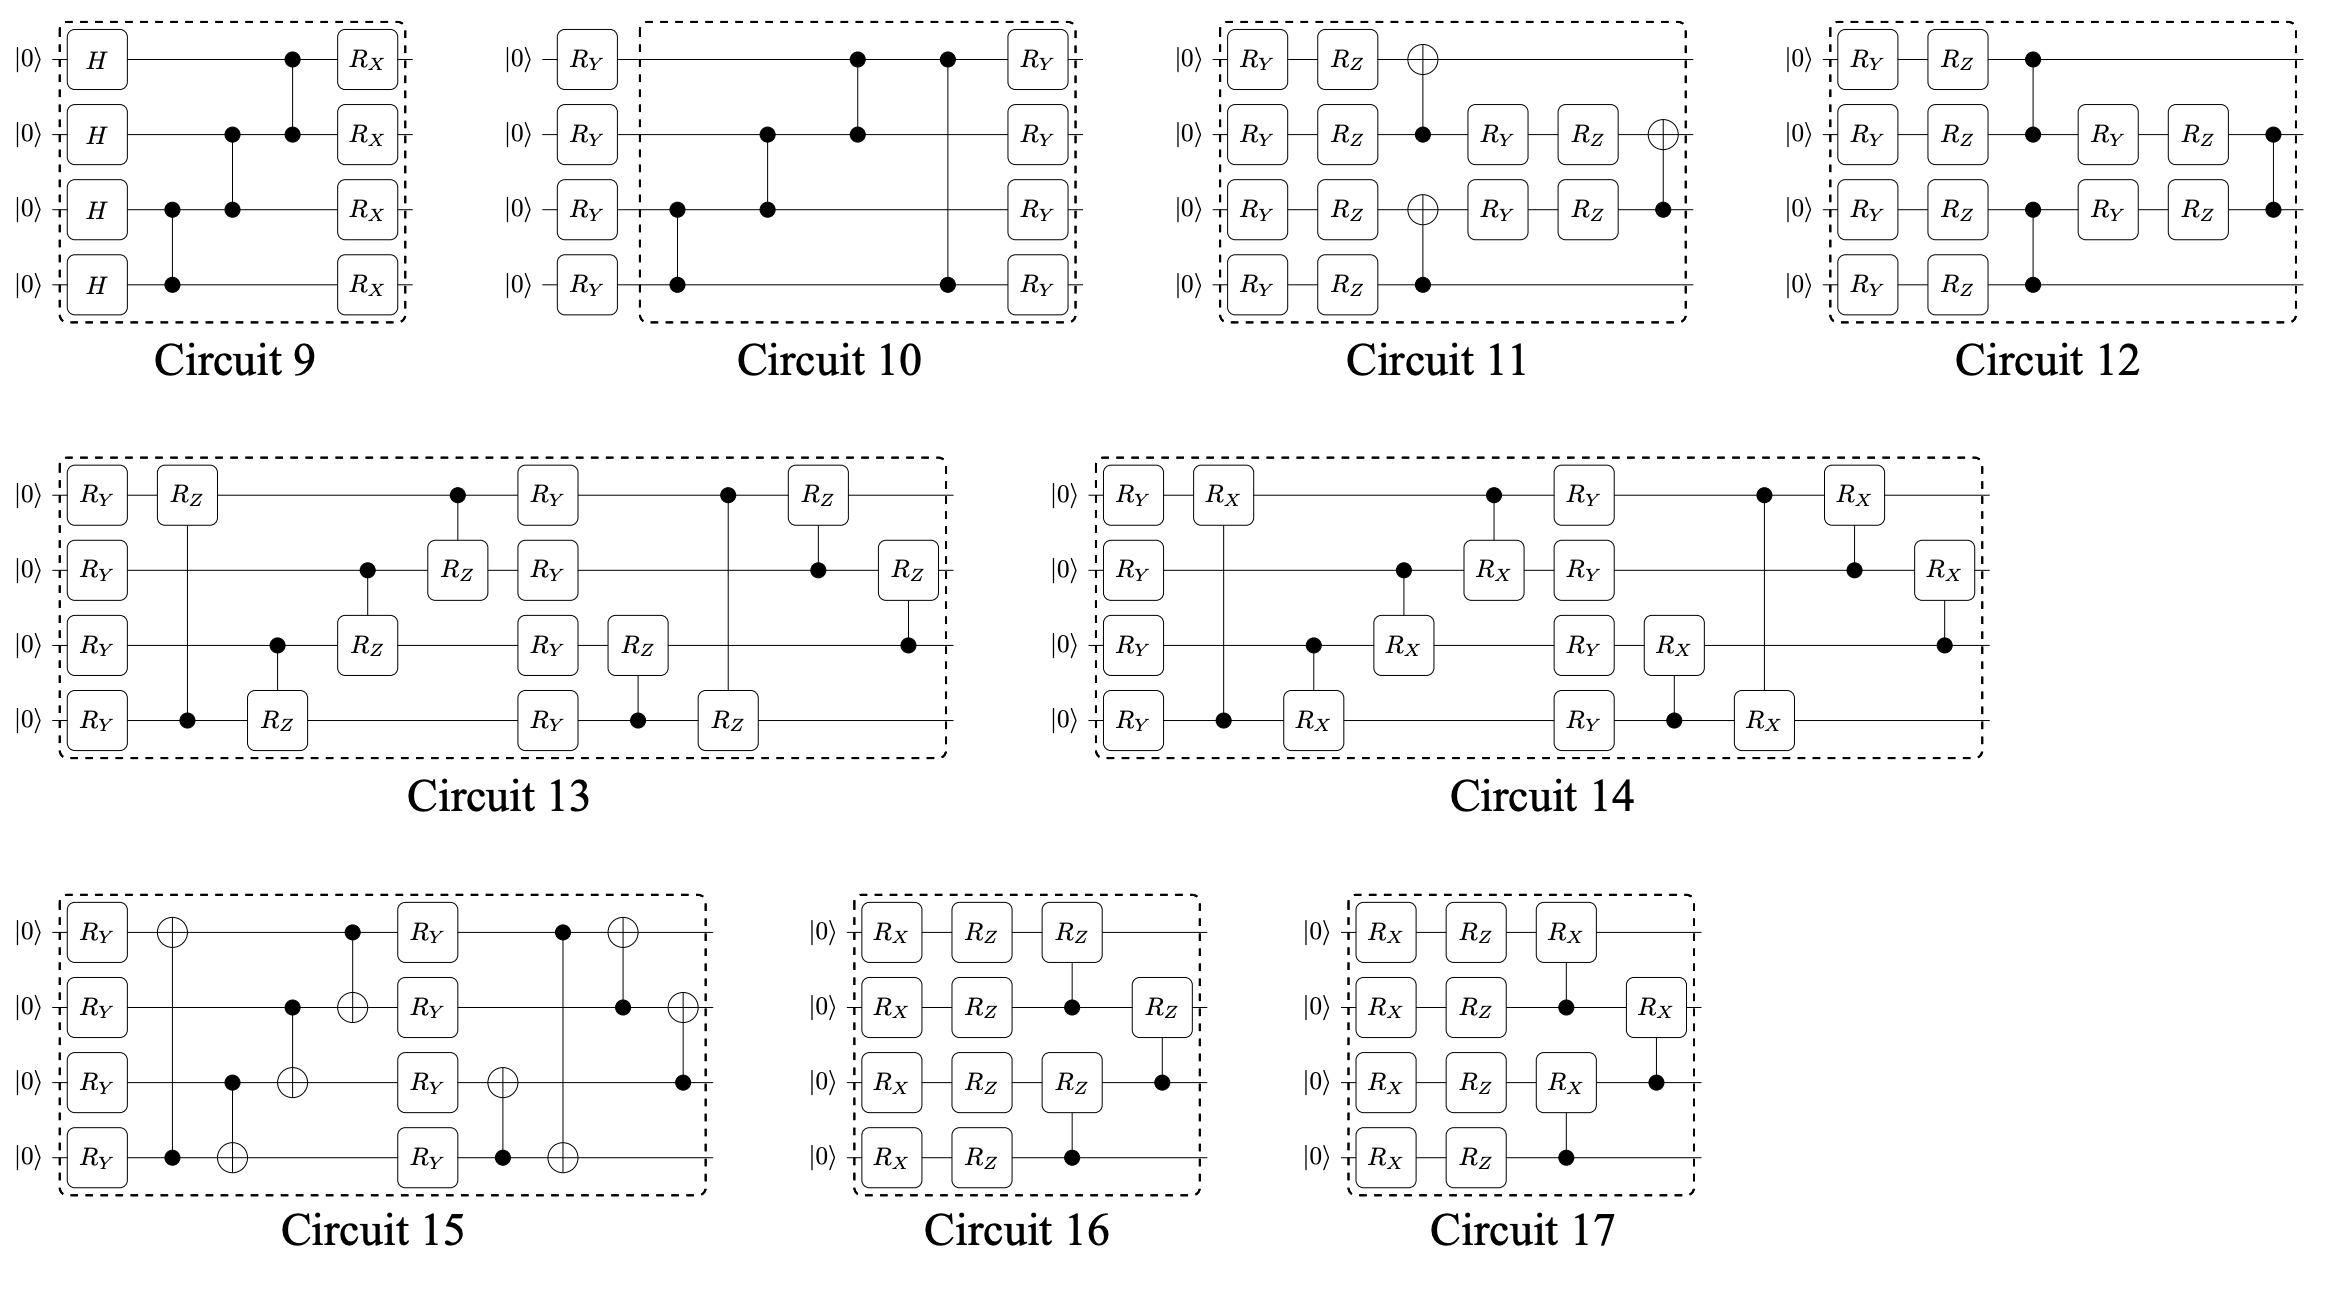 |0⟩ H R_X |0⟩ R_Y R_Y |0⟩ R_Y R_Z |0⟩ R_Y R_Z
|0⟩ H R_X |0⟩ R_Y R_Y |0⟩ R_Y R_Z R_Y R_Z |0⟩ R_Y R_Z R_Y R_Z
|0⟩ H R_X |0⟩ R_Y R_Y |0⟩ R_Y R_Z R_Y R_Z |0⟩ R_Y R_Z R_Y R_Z
|0⟩ H R_X |0⟩ R_Y R_Y |0⟩ R_Y R_Z |0⟩ R_Y R_Z
Circuit 9 Circuit 10 Circuit 11 Circuit 12
|0⟩ R_Y R_Z R_Y R_Z |0⟩ R_Y R_X R_Y R_X
|0⟩ R_Y R_Z R_Y R_Z |0⟩ R_Y R_X R_Y R_X
|0⟩ R_Y R_Z R_Y R_Z |0⟩ R_Y R_X R_Y R_X
|0⟩ R_Y R_Z R_Y R_Z |0⟩ R_Y R_X R_Y R_X
Circuit 13 Circuit 14
|0⟩ R_Y R_Y |0⟩ R_X R_Z R_Z |0⟩ R_X R_Z R_X
|0⟩ R_Y R_Y |0⟩ R_X R_Z R_Z |0⟩ R_X R_Z R_X
|0⟩ R_Y R_Y |0⟩ R_X R_Z R_Z |0⟩ R_X R_Z R_X
|0⟩ R_Y R_Y |0⟩ R_X R_Z |0⟩ R_X R_Z
Circuit 15 Circuit 16 Circuit 17